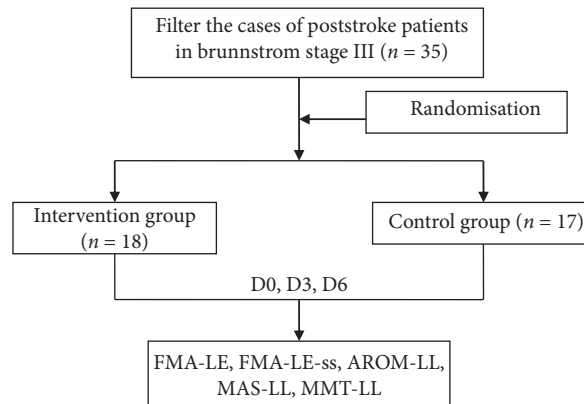 Filter the cases of poststroke patients
in brunnstrom stage III (n = 35)
Randomisation
Intervention group
(n = 18)
Control group (n = 17)
D0, D3, D6
FMA-LE, FMA-LE-ss, AROM-LL,
MAS-LL, MMT-LL